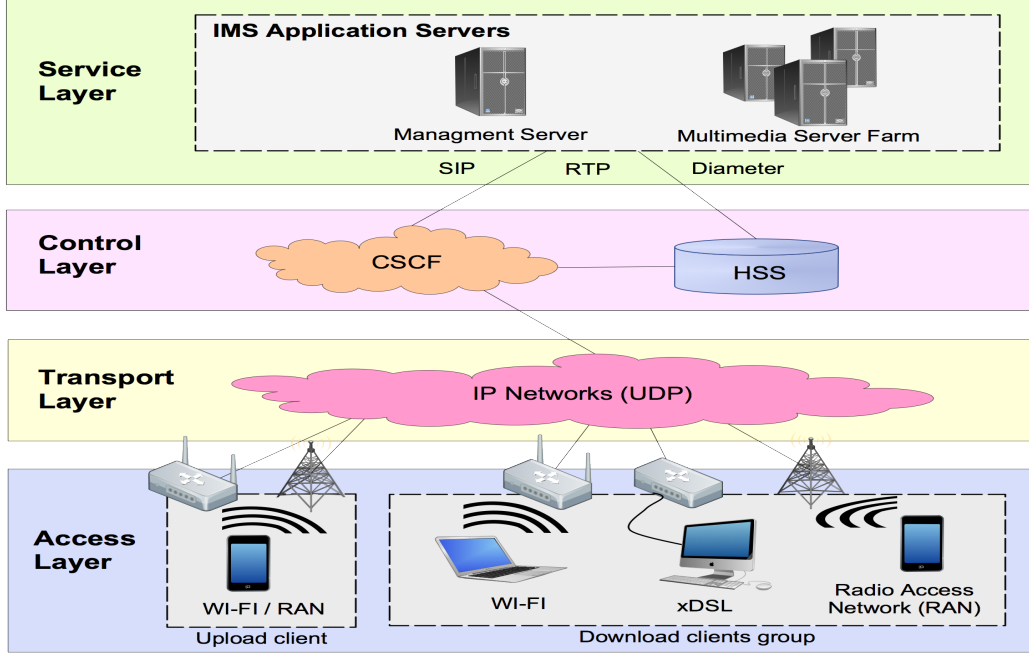 IMS Application Servers
Service
Layer
Managment Server
Multimedia Server Farm
SIP
RTP
Diameter
Control
Layer
CSCF
HSS
Transport
Layer
IP Networks (UDP)
Access
Layer
WI-FI / RAN
WI-FI
xDSL
Radio Access
Network (RAN)
Upload client
Download clients group